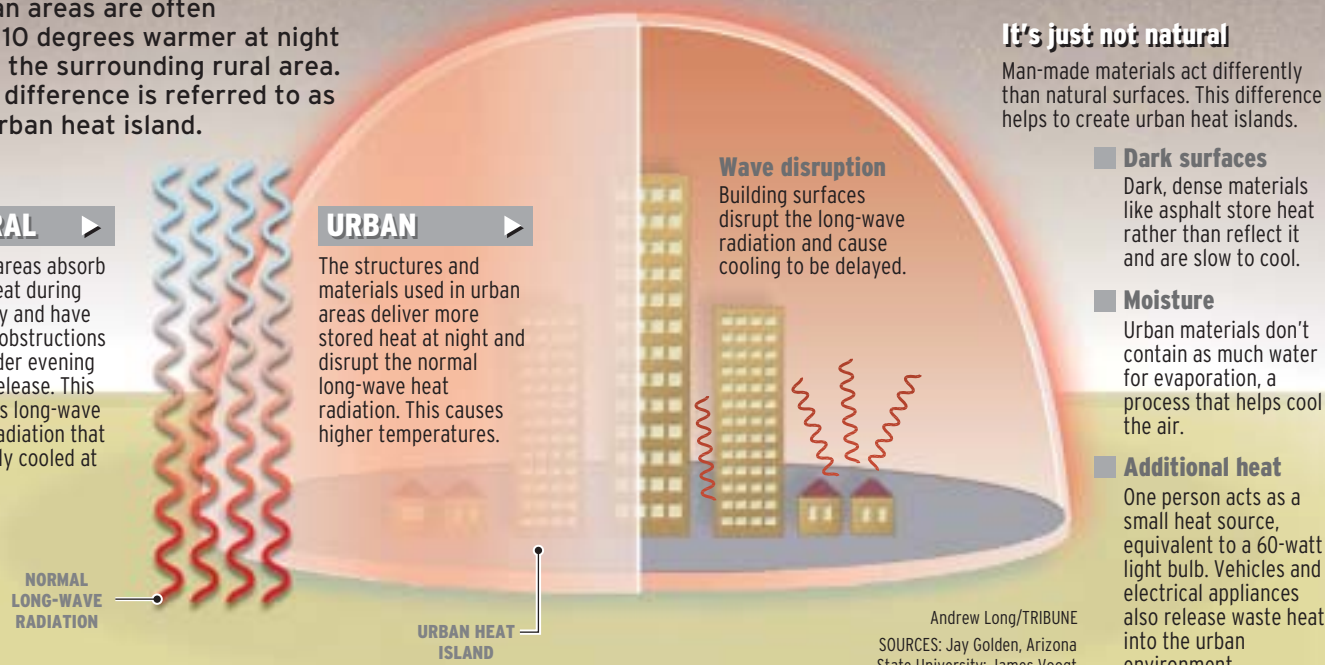 an areas are often
10 degrees warmer at night
the surrounding rural area.
difference is referred to as
rban heat island.
RAL
areas absorb
eat during
y and have
obstructions
der evening
elease. This
s long-wave
adiation that
ly cooled at
NORMAL
LONG-WAVE
RADIATION
URBAN
The structures and
materials used in urban
areas deliver more
stored heat at night and
disrupt the normal
long-wave heat
radiation. This causes
higher temperatures.
URBAN HEAT
ISLAND
Wave disruption
Building surfaces
disrupt the long-wave
radiation and cause
cooling to be delayed.
It's just not natural
Man-made materials act differently
than natural surfaces. This difference
helps to create urban heat islands.
Dark surfaces
Dark, dense materials
like asphalt store heat
rather than reflect it
and are slow to cool.
Moisture
Urban materials don't
contain as much water
for evaporation, a
process that helps cool
the air.
Additional heat
One person acts as a
small heat source,
equivalent to a 60-watt
light bulb. Vehicles and
electrical appliances
also release waste heat
into the urban
environment
Andrew Long/TRIBUNE
SOURCES: Jay Golden, Arizona
State University; James Voogt